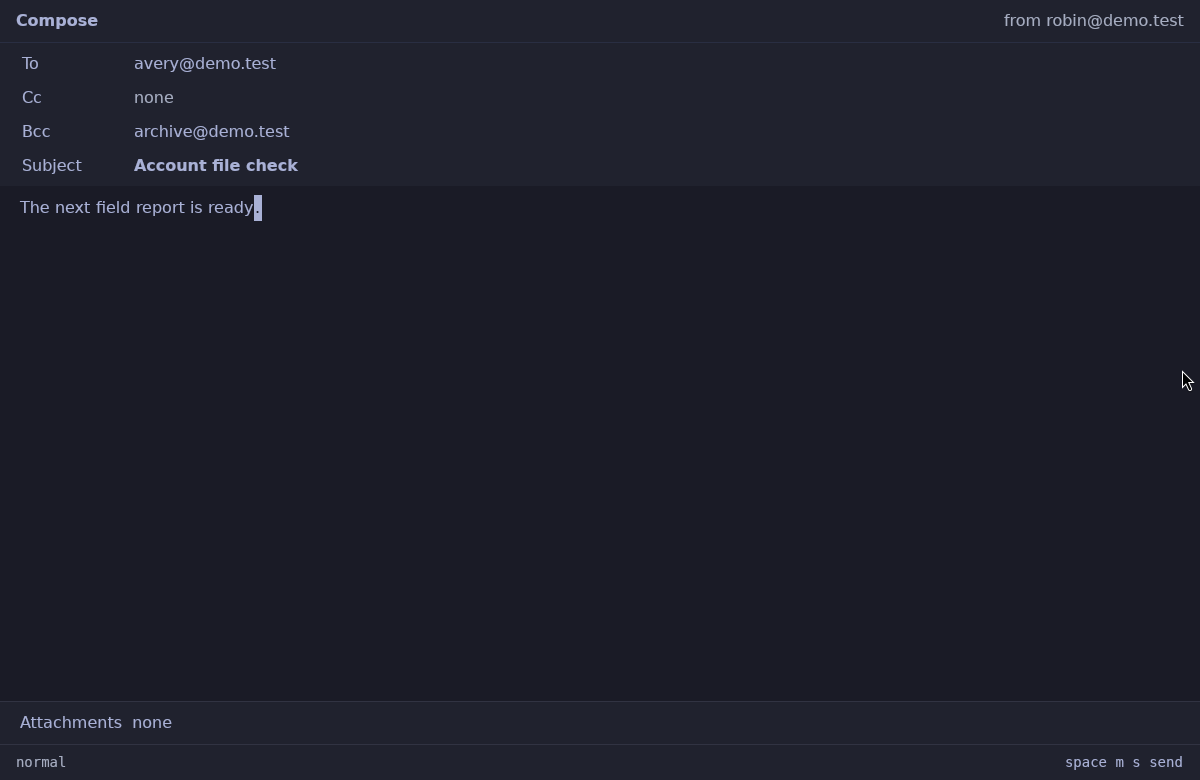 Compose from robin@demo.test
To avery@demo.test
Cc none
Bcc archive@demo.test
Subject Account file check
The next field report is ready.
Attachments none
normal space m s send